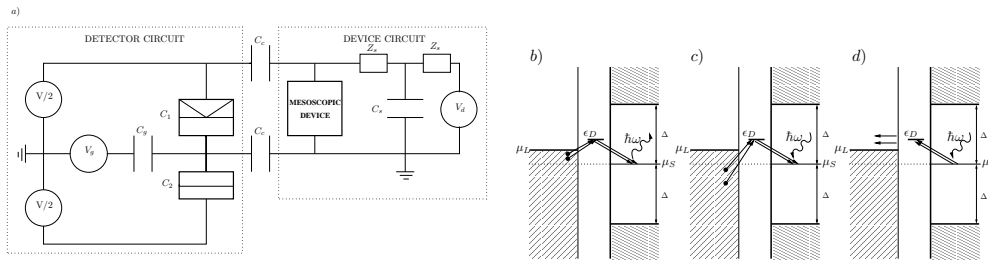 a)
DETECTOR CIRCUIT
DEVICE CIRCUIT
C_c
Z_s
Z_s
V/2
C_1
MESOSCOPIC
DEVICE
C_s
V_d
V_g
C_g
C_c
C_2
V/2
b)
μ_L
ϵ_D
ħω
Δ
μ_S
Δ
c)
μ_L
ϵ_D
ħω
Δ
μ_S
Δ
d)
μ_L
ϵ_D
ħω
Δ
Δ